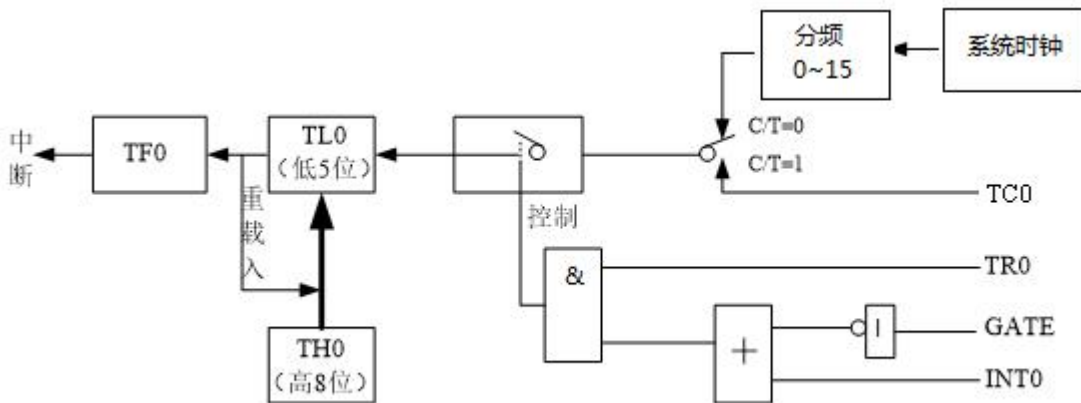 分频
0~15
系统时钟
中断
TF0
TL0
(低5位)
C/T=0
C/T=1
TC0
重载入
控制
&
TR0
TH0
(高8位)
+
1
GATE
INT0